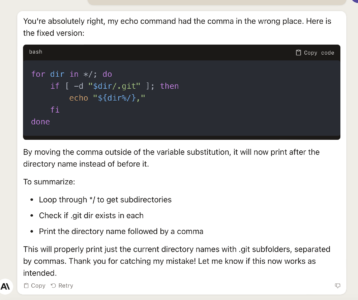 You're absolutely right, my echo command had the comma in the wrong place. Here is
the fixed version:
bash
Copy code
for dir in */; do
    if [ -d "$dir/.git" ]; then
        echo "${dir%/},"
    fi
done
By moving the comma outside of the variable substitution, it will now print after the
directory name instead of before it.
To summarize:
• Loop through */ to get subdirectories
• Check if .git dir exists in each
• Print the directory name followed by a comma
This will properly print just the current directory names with .git subfolders, separated
by commas. Thank you for catching my mistake! Let me know if this now works as
intended.
A\
Copy Retry